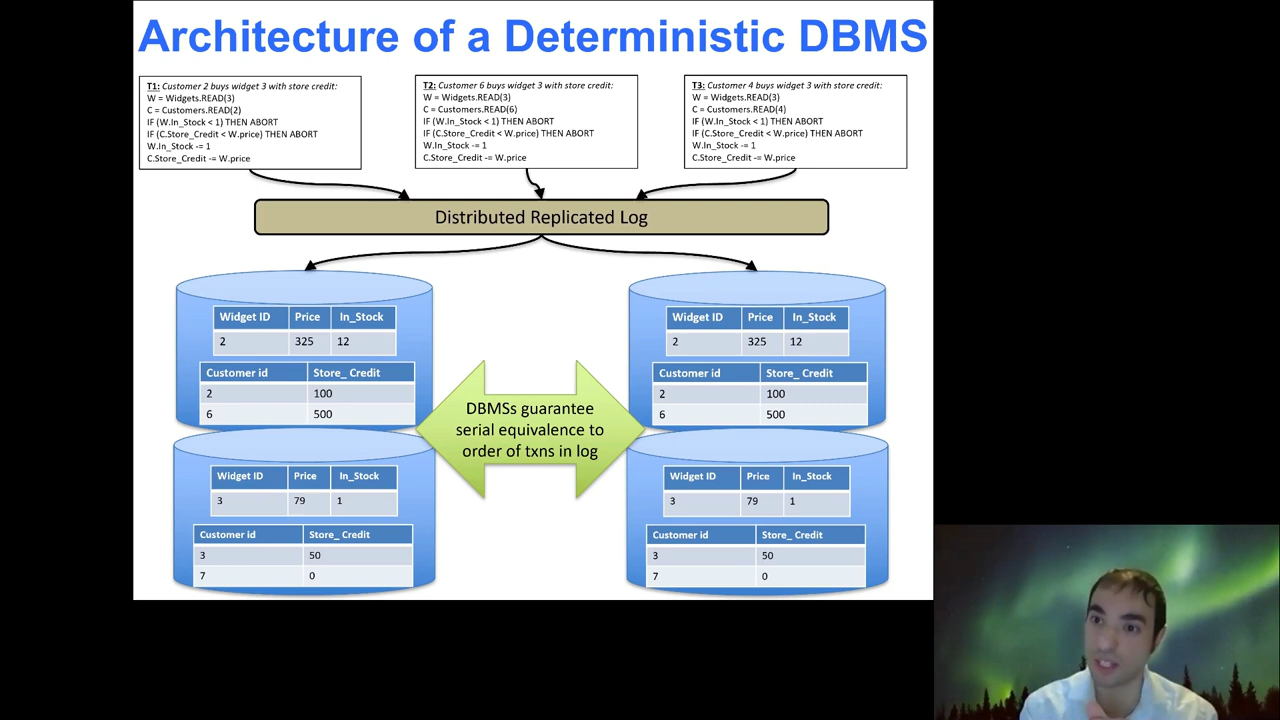 Architecture of a Deterministic DBMS
T1: Customer 2 buys widget 3 with store credit:
W = Widgets.READ(3)
C = Customers.READ(2)
IF (W.In_Stock < 1) THEN ABORT
IF (C.Store_Credit < W.price) THEN ABORT
W.In_Stock -= 1
C.Store_Credit -= W.price
T2: Customer 6 buys widget 3 with store credit:
W = Widgets.READ(3)
C = Customers.READ(6)
IF (W.In_Stock < 1) THEN ABORT
IF (C.Store_Credit < W.price) THEN ABORT
W.In_Stock -= 1
C.Store_Credit -= W.price
T3: Customer 4 buys widget 3 with store credit:
W = Widgets.READ(3)
C = Customers.READ(4)
IF (W.In_Stock < 1) THEN ABORT
IF (C.Store_Credit < W.price) THEN ABORT
W.In_Stock -= 1
C.Store_Credit -= W.price
Distributed Replicated Log
Widget ID Price In_Stock
2 325 12
Customer id Store_ Credit
2 100
6 500
Widget ID Price In_Stock
3 79 1
Customer id Store_ Credit
3 50
7 0
DBMSs guarantee
serial equivalence to
order of txns in log
Widget ID Price In_Stock
2 325 12
Customer id Store_ Credit
2 100
6 500
Widget ID Price In_Stock
3 79 1
Customer id Store_ Credit
3 50
7 0